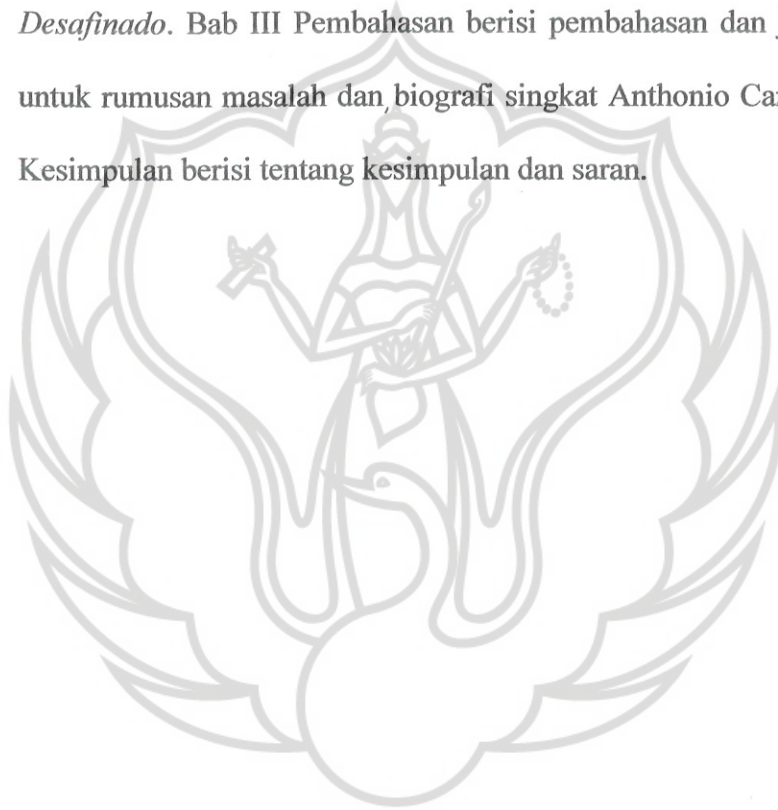 Desafinado. Bab III Pembahasan berisi pembahasan dan
untuk rumusan masalah dan biografi singkat Anthonio
Kesimpulan berisi tentang kesimpulan dan saran.